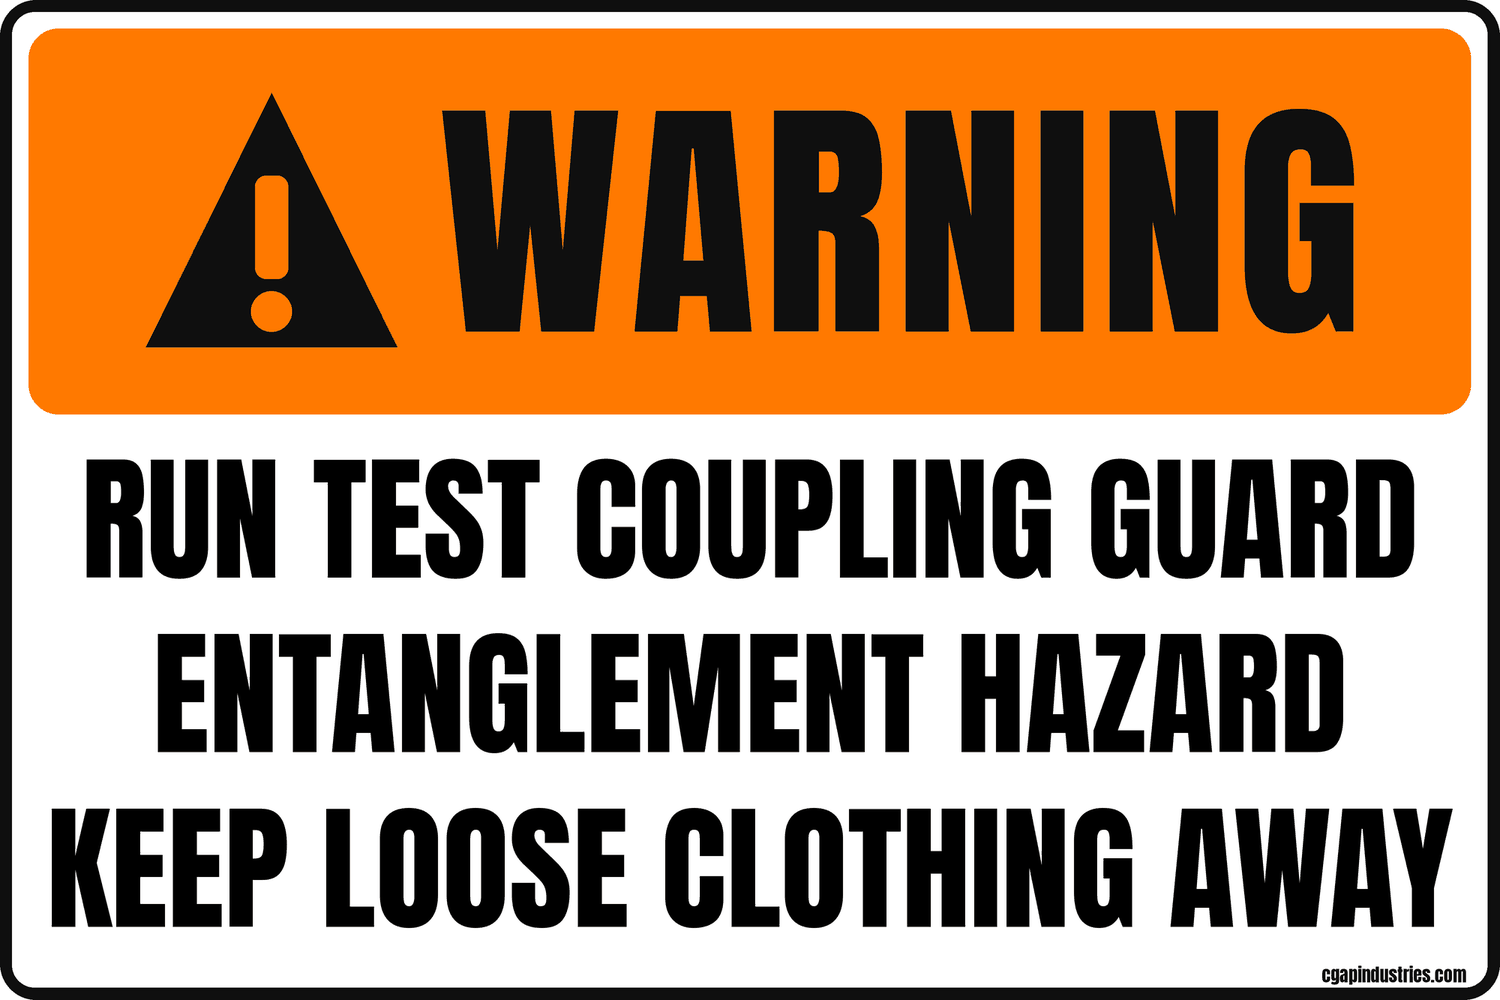 WARNING
RUN TEST COUPLING GUARD
ENTANGLEMENT HAZARD
KEEP LOOSE CLOTHING AWAY
cgapindustries.com